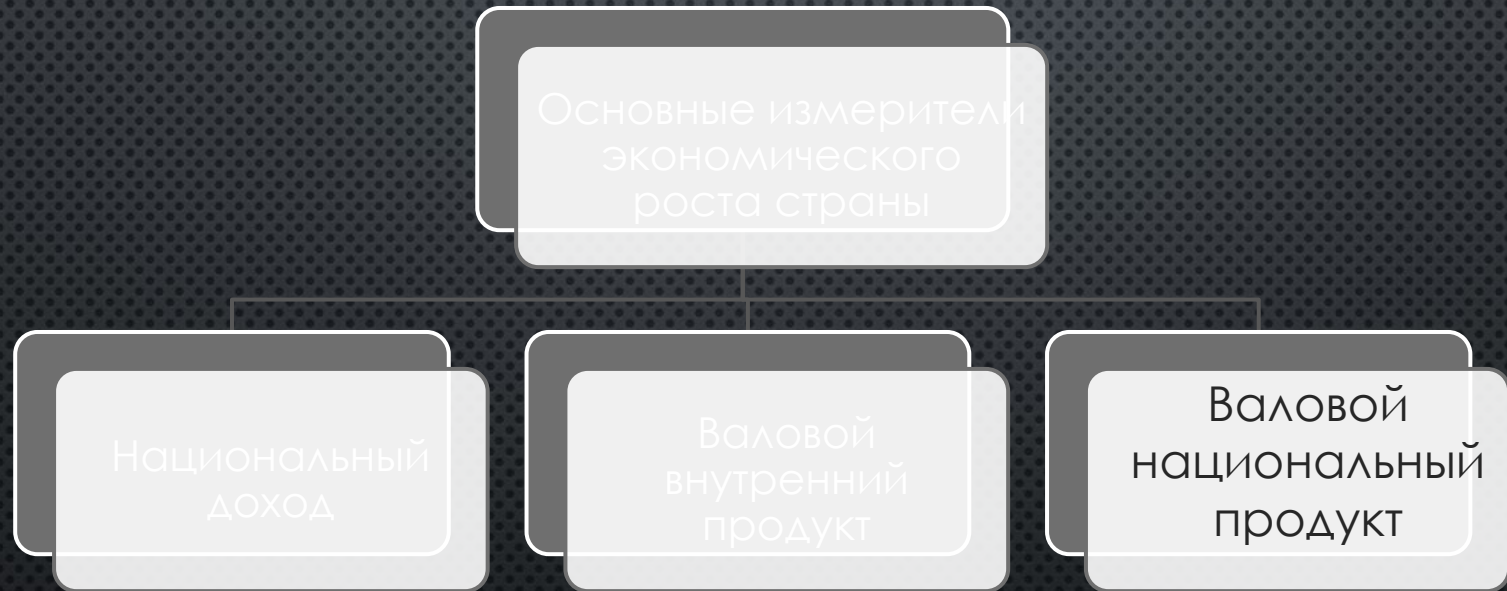 Основные измерители
экономического
роста страны
Национальный
доход
Валовой
внутренний
продукт
Валовой
национальный
продукт